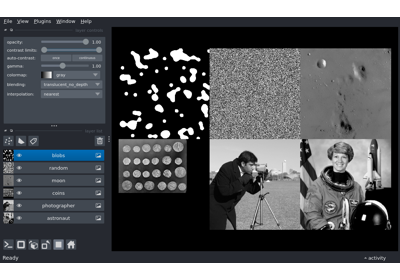 File View Plugins Window Help
opacity: 1.00
contrast limits:
auto-contrast: once continuous
gamma: 1.00
colormap: gray
blending: translucent_no_depth
interpolation: nearest
blobs
random
moon
coins
photographer
astronaut
Ready activity